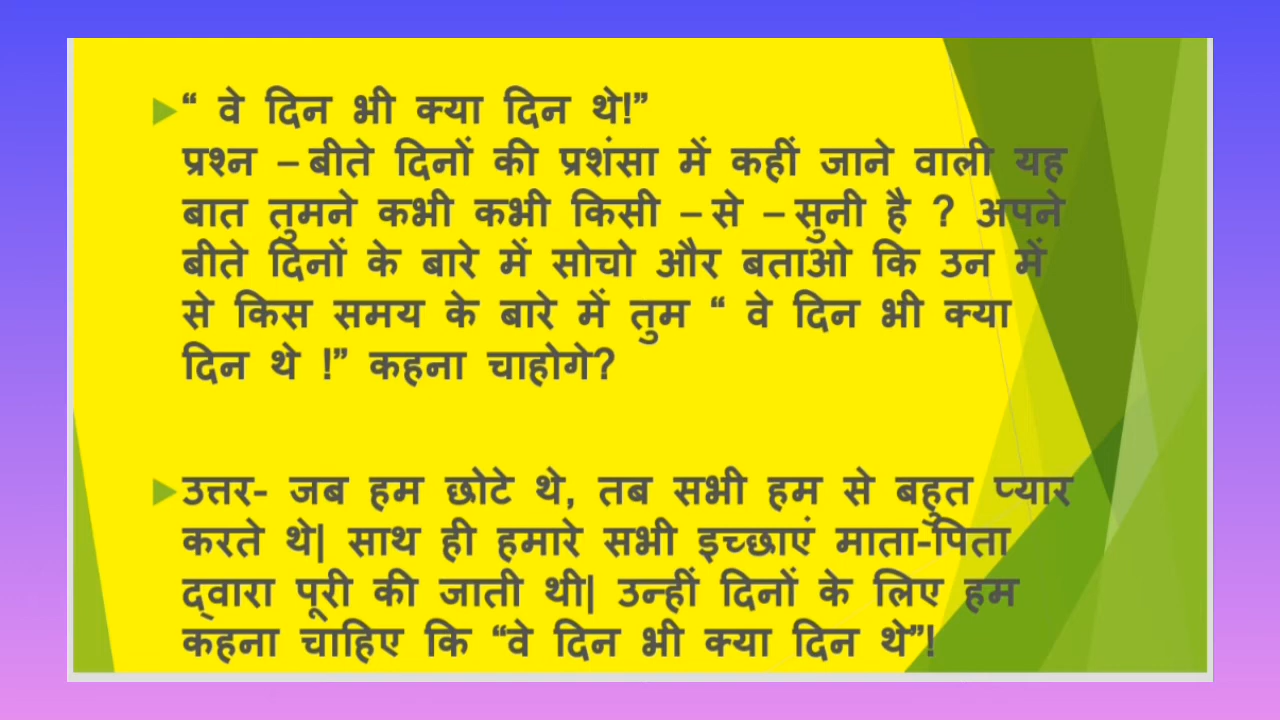 “ वे दिन भी क्या दिन थे!”
प्रश्न – बीते दिनों की प्रशंसा में कहीं जाने वाली यह
बात तुमने कभी कभी किसी – से – सुनी है ? अपने
बीते दिनों के बारे में सोचो और बताओ कि उन में
से किस समय के बारे में तुम “ वे दिन भी क्या
दिन थे !” कहना चाहोगे?
उत्तर- जब हम छोटे थे, तब सभी हम से बहुत प्यार
करते थे| साथ ही हमारे सभी इच्छाएं माता-पिता
द्वारा पूरी की जाती थी| उन्हीं दिनों के लिए हम
कहना चाहिए कि “वे दिन भी क्या दिन थे”!